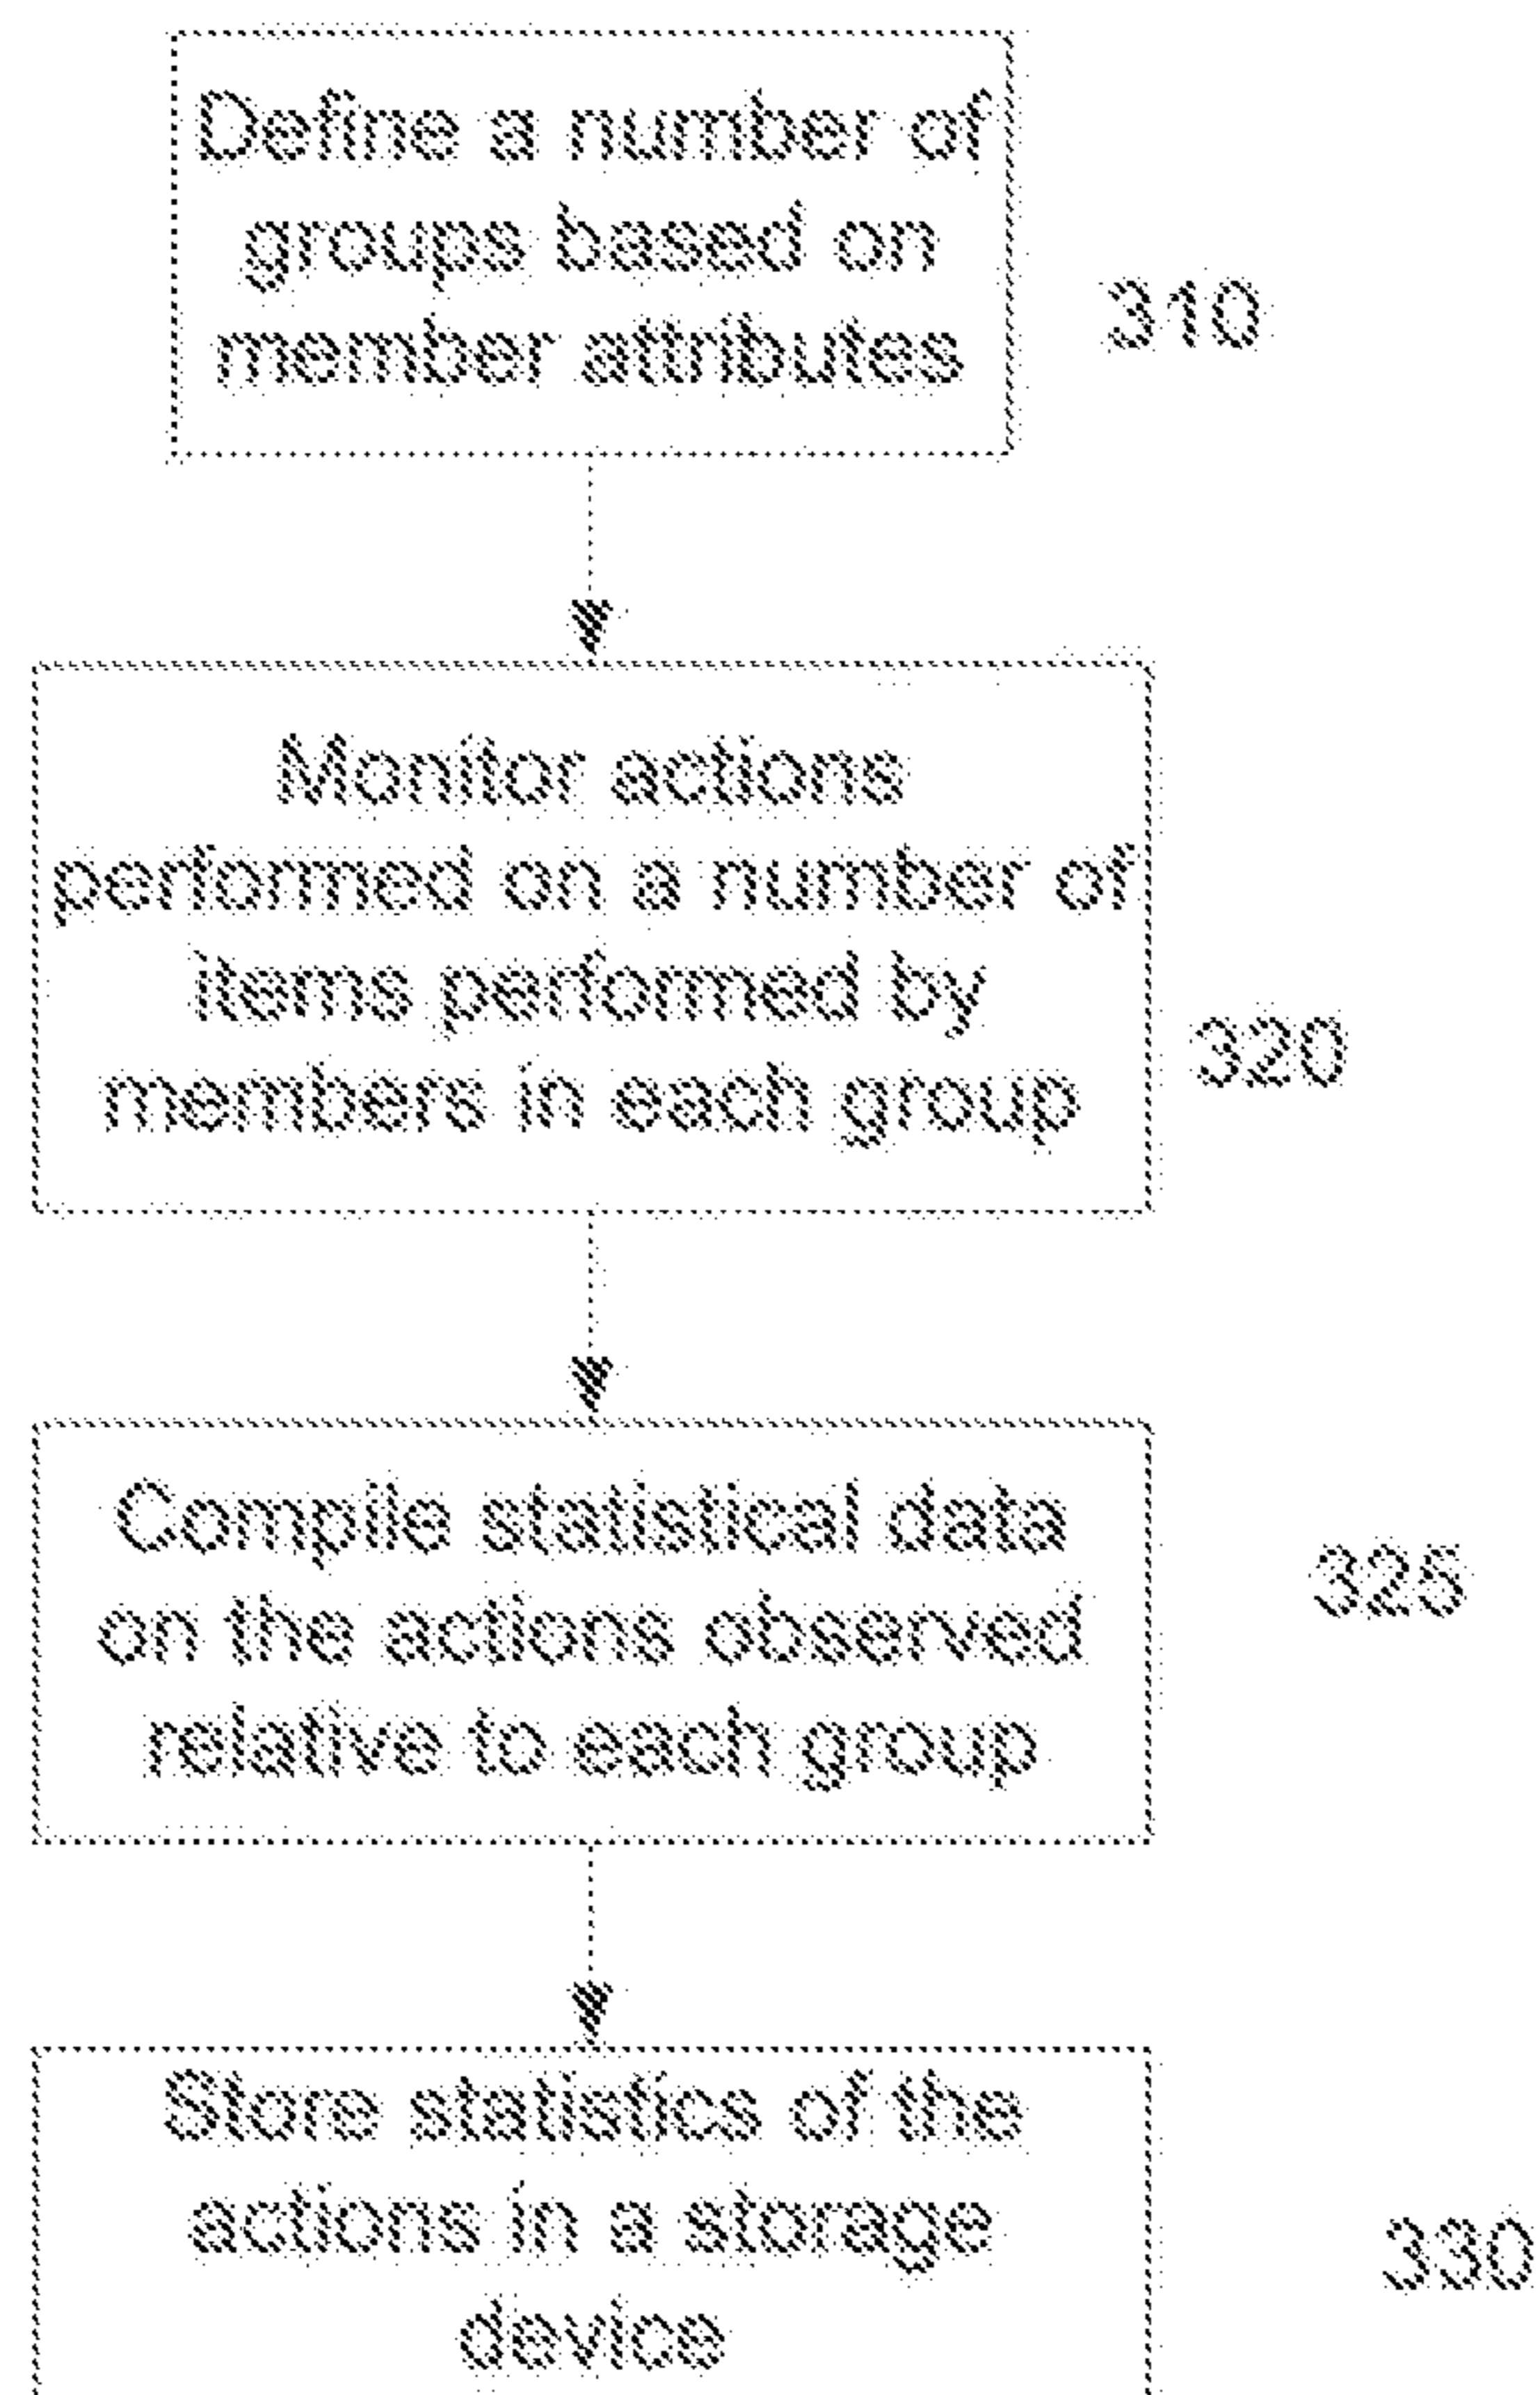 Define a number of
groups based on
member attributes
310
Monitor actions
performed on a number of
items performed by
members in each group
320
Compile statistical data
on the actions observed
relative to each group
325
Store statistics of the
actions in a storage
device
330